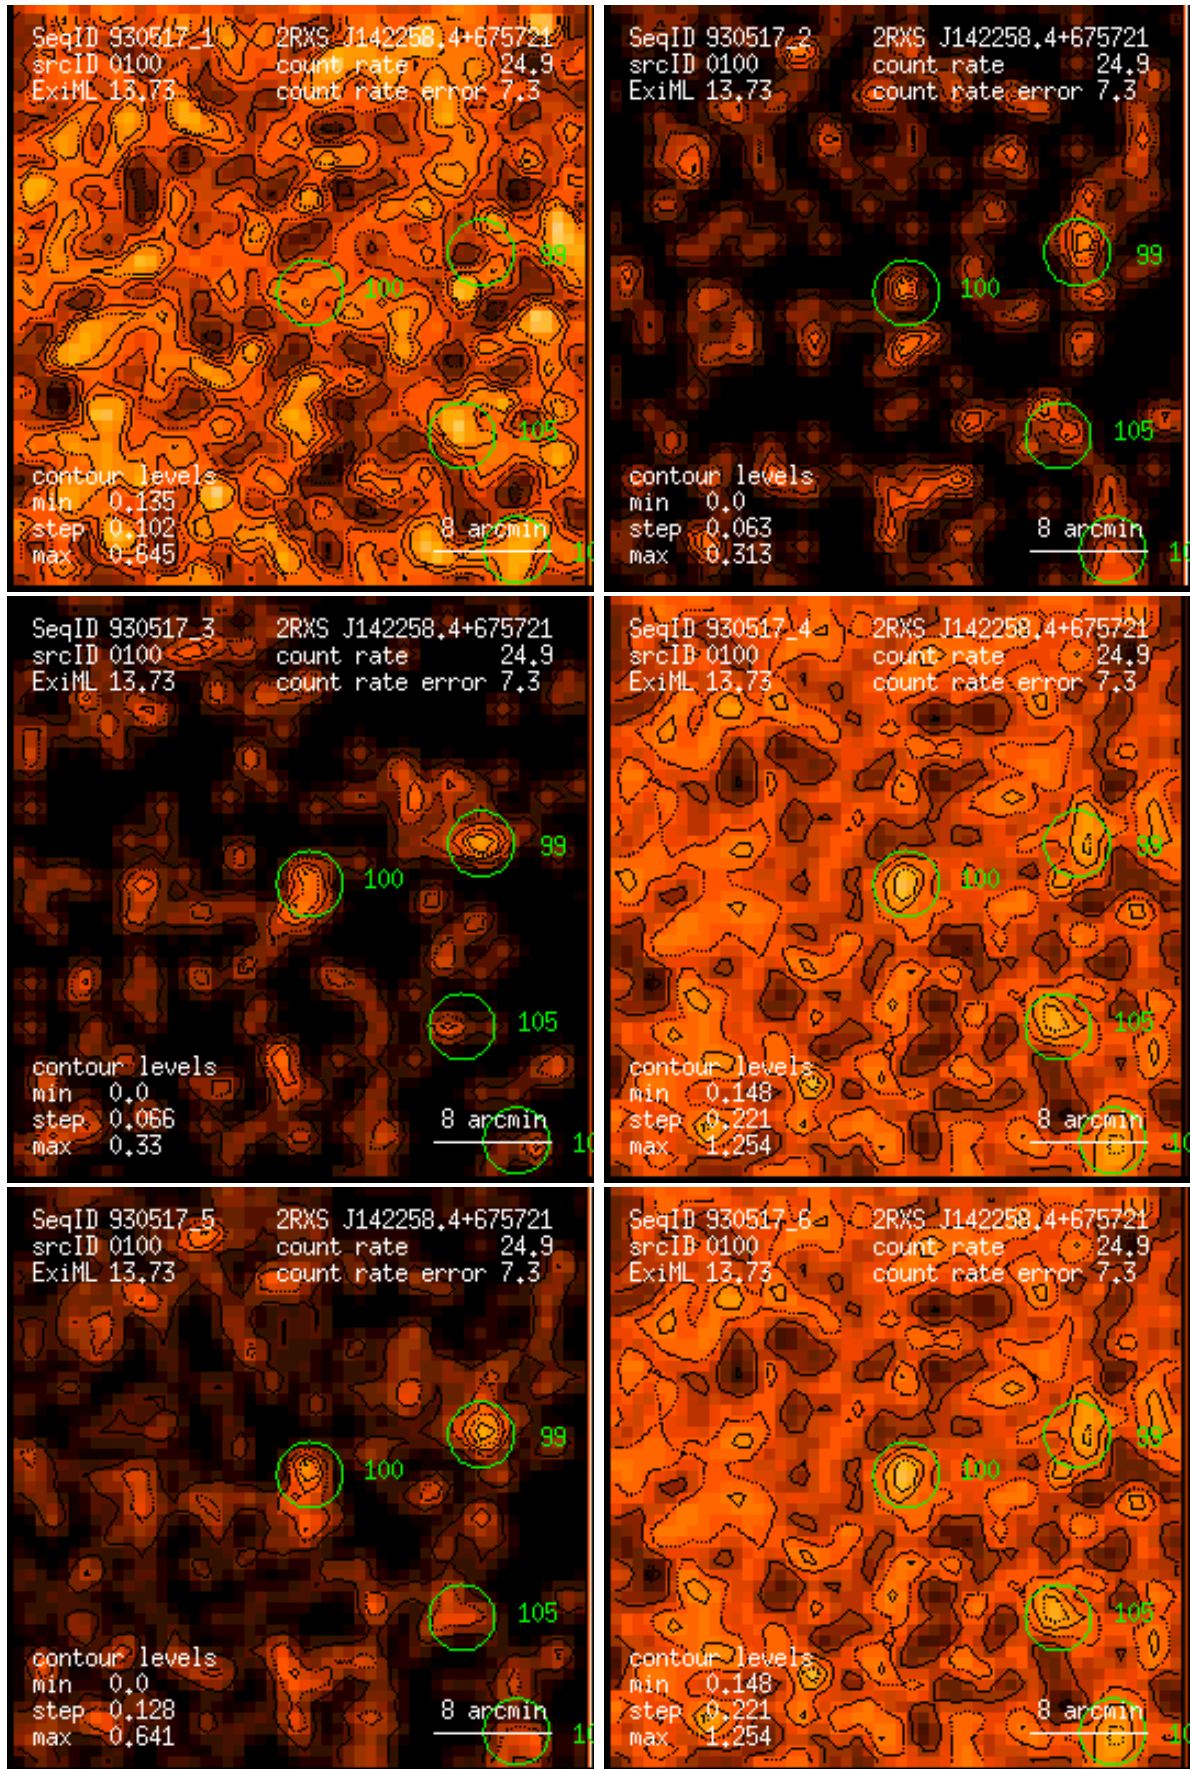 SeqID 930517_1 2RXS J142258.4+675721
srcID 0100 count rate 24.9
ExiML 13.73 count rate error 7.3
99
100
105
contour levels
min 0.135
step 0.102 8 arcmin
max 0.645 10
SeqID 930517_2 2RXS J142258.4+675721
srcID 0100 count rate 24.9
ExiML 13.73 count rate error 7.3
99
100
105
contour levels
min 0.0
step 0.063 8 arcmin
max 0.313 10
SeqID 930517_3 2RXS J142258.4+675721
srcID 0100 count rate 24.9
ExiML 13.73 count rate error 7.3
99
100
105
contour levels
min 0.0
step 0.066 8 arcmin
max 0.33 10
SeqID 930517_4 2RXS J142258.4+675721
srcID 0100 count rate 24.9
ExiML 13.73 count rate error 7.3
99
100
105
contour levels
min 0.148
step 0.221 8 arcmin
max 1.254 10
SeqID 930517_5 2RXS J142258.4+675721
srcID 0100 count rate 24.9
ExiML 13.73 count rate error 7.3
99
100
105
contour levels
min 0.0
step 0.128 8 arcmin
max 0.641 10
SeqID 930517_6 2RXS J142258.4+675721
srcID 0100 count rate 24.9
ExiML 13.73 count rate error 7.3
99
100
105
contour levels
min 0.148
step 0.221 8 arcmin
max 1.254 10